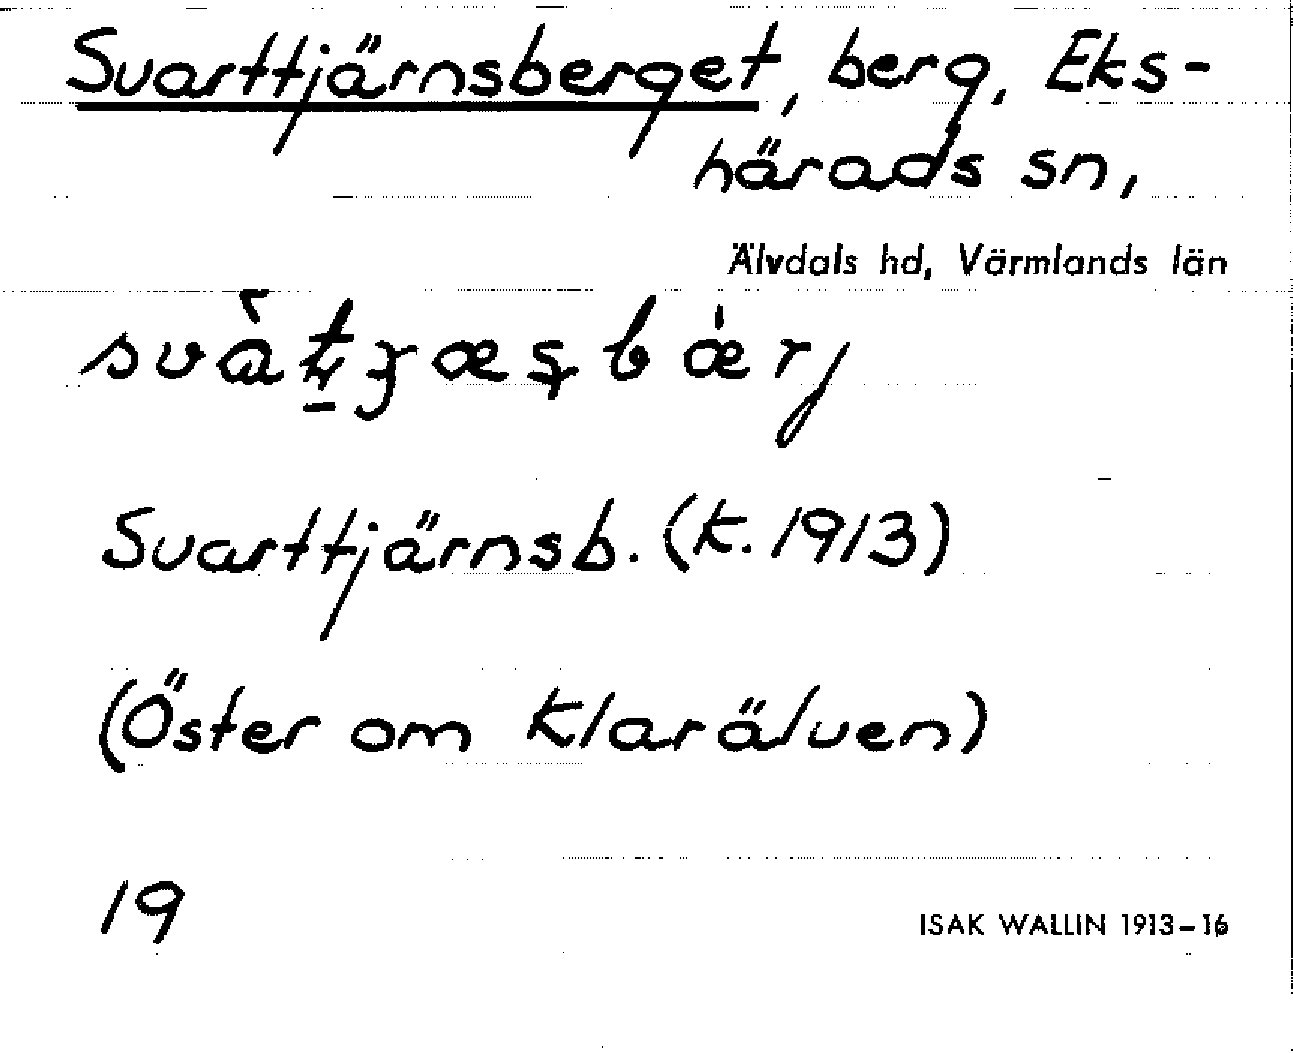 Svarttjärnsberget, berg, Eks-
härads sn,
Älvdals hd, Värmlands län
Svarttjärnsb. (k. 1913)
(Öster om Klarälven)
19
ISAK WALLIN 1913-16